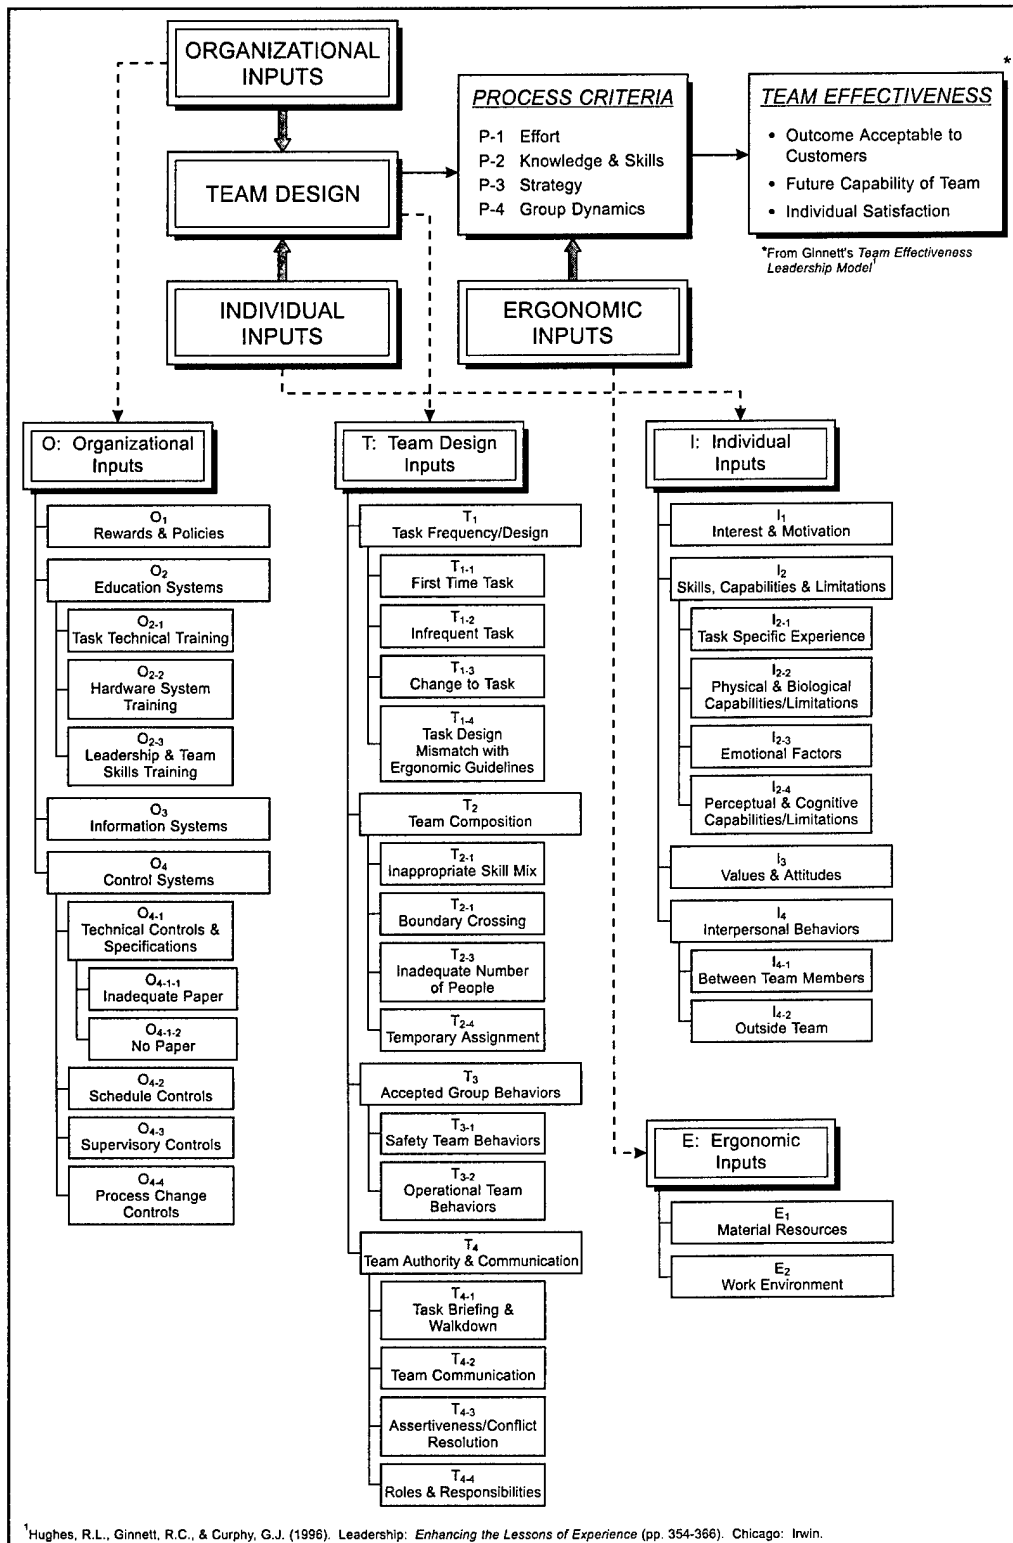 ORGANIZATIONAL
INPUTS
TEAM DESIGN
INDIVIDUAL
INPUTS
PROCESS CRITERIA
P-1 Effort
P-2 Knowledge & Skills
P-3 Strategy
P-4 Group Dynamics
ERGONOMIC
INPUTS
*
TEAM EFFECTIVENESS
• Outcome Acceptable to
Customers
• Future Capability of Team
• Individual Satisfaction
*From Ginnett's Team Effectiveness
Leadership Model1
O: Organizational
Inputs
O1
Rewards & Policies
O2
Education Systems
O2-1
Task Technical Training
O2-2
Hardware System
Training
O2-3
Leadership & Team
Skills Training
O3
Information Systems
O4
Control Systems
O4-1
Technical Controls &
Specifications
O4-1-1
Inadequate Paper
O4-1-2
No Paper
O4-2
Schedule Controls
O4-3
Supervisory Controls
O4-4
Process Change
Controls
T: Team Design
Inputs
T1
Task Frequency/Design
T1-1
First Time Task
T1-2
Infrequent Task
T1-3
Change to Task
T1-4
Task Design
Mismatch with
Ergonomic Guidelines
T2
Team Composition
T2-1
Inappropriate Skill Mix
T2-1
Boundary Crossing
T2-3
Inadequate Number
of People
T2-4
Temporary Assignment
T3
Accepted Group Behaviors
T3-1
Safety Team Behaviors
T3-2
Operational Team
Behaviors
T4
Team Authority & Communication
T4-1
Task Briefing &
Walkdown
T4-2
Team Communication
T4-3
Assertiveness/Conflict
Resolution
T4-4
Roles & Responsibilities
I: Individual
Inputs
I1
Interest & Motivation
I2
Skills, Capabilities & Limitations
I2-1
Task Specific Experience
I2-2
Physical & Biological
Capabilities/Limitations
I2-3
Emotional Factors
I2-4
Perceptual & Cognitive
Capabilities/Limitations
I3
Values & Attitudes
I4
Interpersonal Behaviors
I4-1
Between Team Members
I4-2
Outside Team
E: Ergonomic
Inputs
E1
Material Resources
E2
Work Environment
1Hughes, R.L., Ginnett, R.C., & Curphy, G.J. (1996). Leadership: Enhancing the Lessons of Experience (pp. 354-366). Chicago: Irwin.